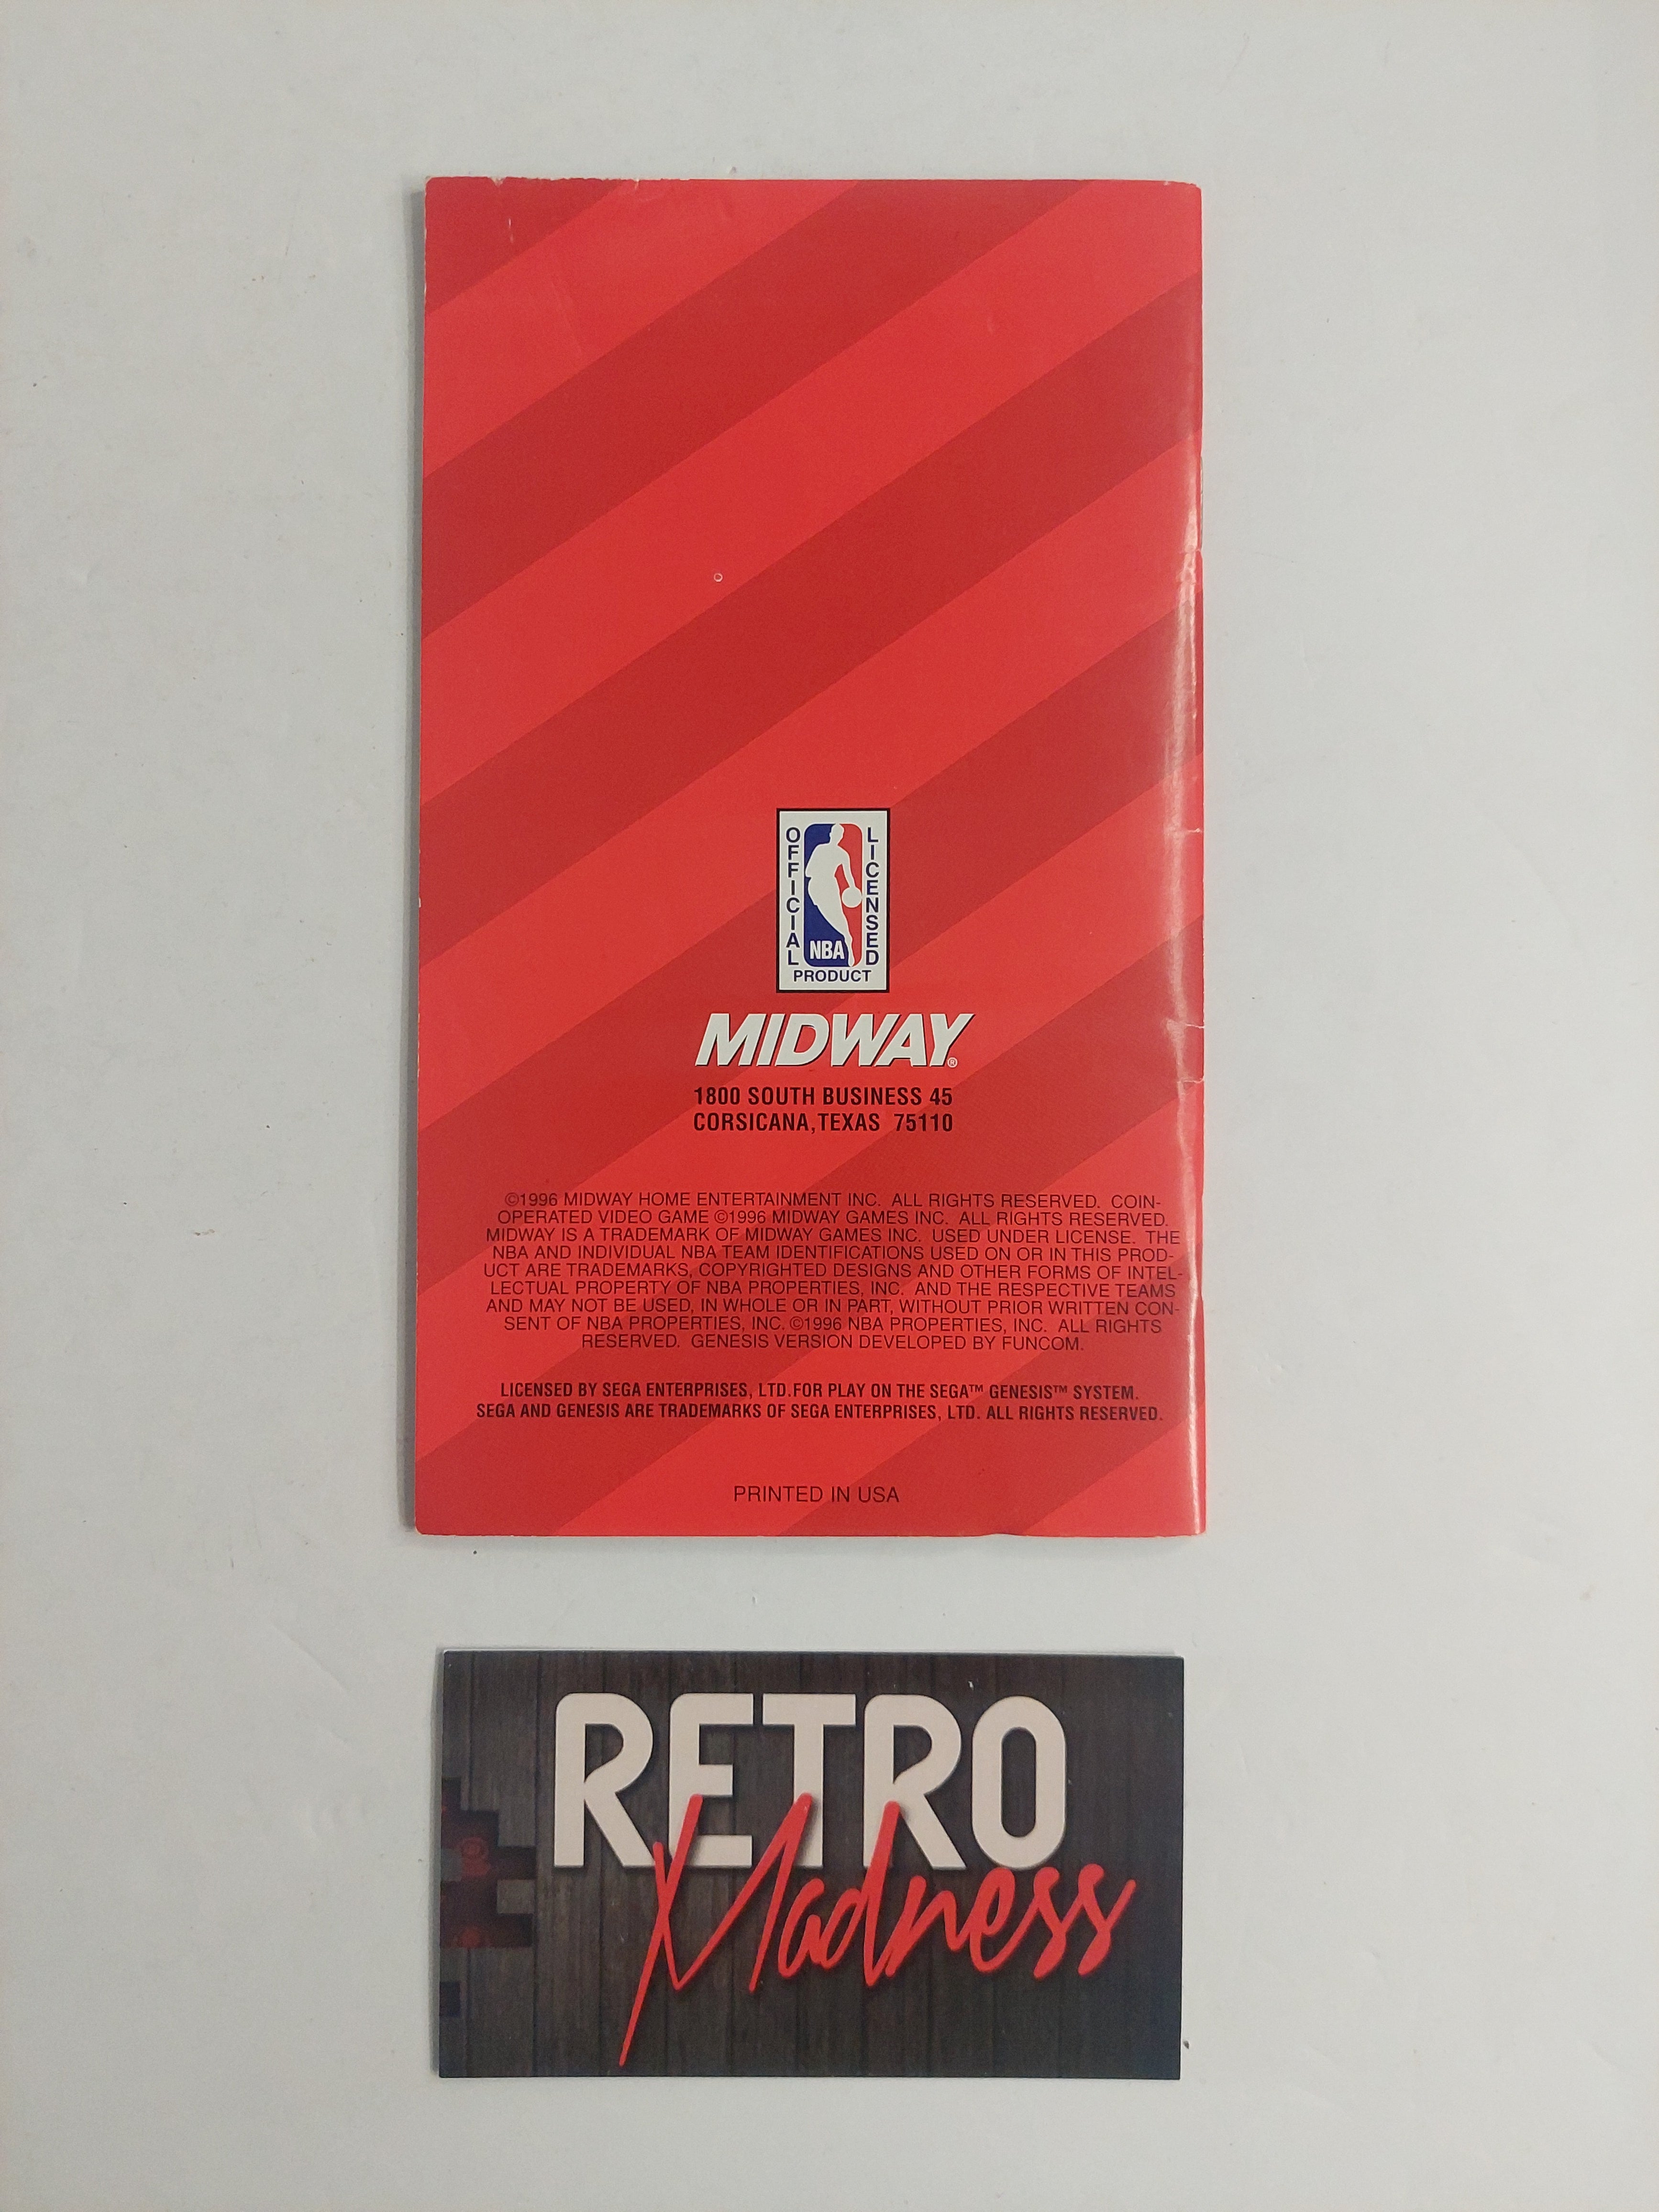 OFFICIAL
LICENSED
NBA
PRODUCT
MIDWAY®
1800 SOUTH BUSINESS 45
CORSICANA, TEXAS 75110
©1996 MIDWAY HOME ENTERTAINMENT INC. ALL RIGHTS RESERVED. COIN-
OPERATED VIDEO GAME ©1996 MIDWAY GAMES INC. ALL RIGHTS RESERVED.
MIDWAY IS A TRADEMARK OF MIDWAY GAMES INC. USED UNDER LICENSE. THE
NBA AND INDIVIDUAL NBA TEAM IDENTIFICATIONS USED ON OR IN THIS PROD-
UCT ARE TRADEMARKS, COPYRIGHTED DESIGNS AND OTHER FORMS OF INTEL-
LECTUAL PROPERTY OF NBA PROPERTIES, INC. AND THE RESPECTIVE TEAMS
AND MAY NOT BE USED, IN WHOLE OR IN PART, WITHOUT PRIOR WRITTEN CON-
SENT OF NBA PROPERTIES, INC. ©1996 NBA PROPERTIES, INC. ALL RIGHTS
RESERVED. GENESIS VERSION DEVELOPED BY FUNCOM.
LICENSED BY SEGA ENTERPRISES, LTD.FOR PLAY ON THE SEGA™ GENESIS™ SYSTEM.
SEGA AND GENESIS ARE TRADEMARKS OF SEGA ENTERPRISES, LTD. ALL RIGHTS RESERVED.
PRINTED IN USA
RETRO
Madness